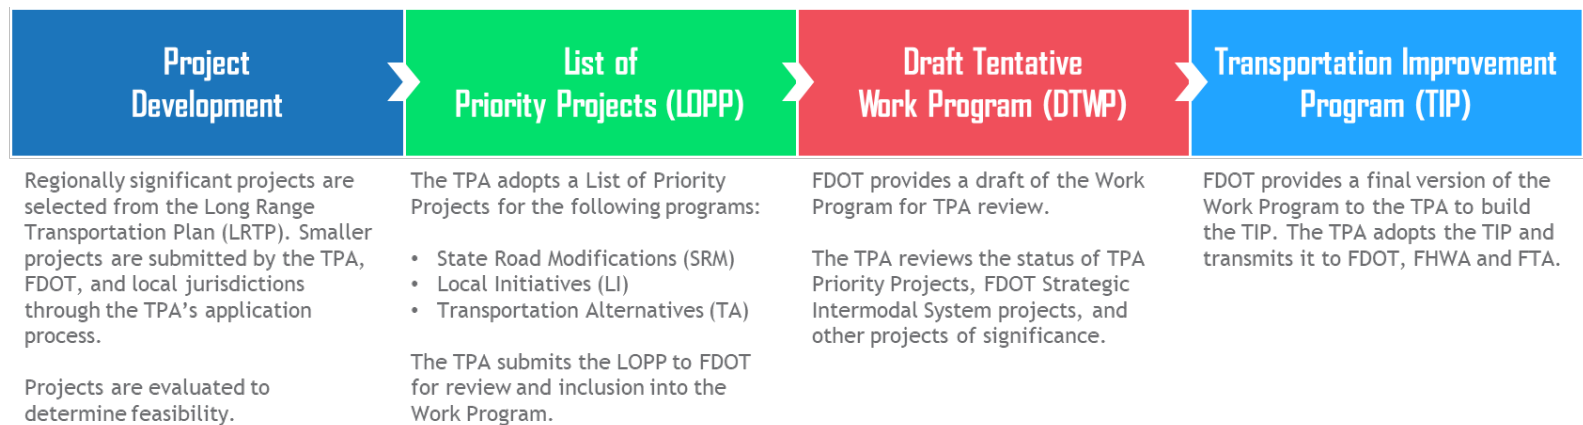 Project
Development
List of
Priority Projects (LOPP)
Draft Tentative
Work Program (DTWP)
Transportation Improvement
Program (TIP)
Regionally significant projects are
selected from the Long Range
Transportation Plan (LRTP). Smaller
projects are submitted by the TPA,
FDOT, and local jurisdictions
through the TPA’s application
process.
Projects are evaluated to
determine feasibility.
The TPA adopts a List of Priority
Projects for the following programs:
• State Road Modifications (SRM)
• Local Initiatives (LI)
• Transportation Alternatives (TA)
The TPA submits the LOPP to FDOT
for review and inclusion into the
Work Program.
FDOT provides a draft of the Work
Program for TPA review.
The TPA reviews the status of TPA
Priority Projects, FDOT Strategic
Intermodal System projects, and
other projects of significance.
FDOT provides a final version of the
Work Program to the TPA to build
the TIP. The TPA adopts the TIP and
transmits it to FDOT, FHWA and FTA.